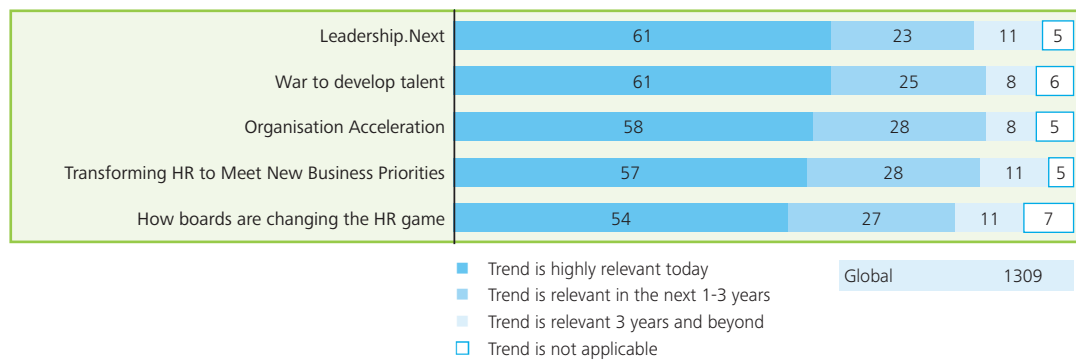 Leadership.Next 61 23 11 5
War to develop talent 61 25 8 6
Organisation Acceleration 58 28 8 5
Transforming HR to Meet New Business Priorities 57 28 11 5
How boards are changing the HR game 54 27 11 7
Trend is highly relevant today
Trend is relevant in the next 1-3 years
Trend is relevant 3 years and beyond
Trend is not applicable
Global 1309